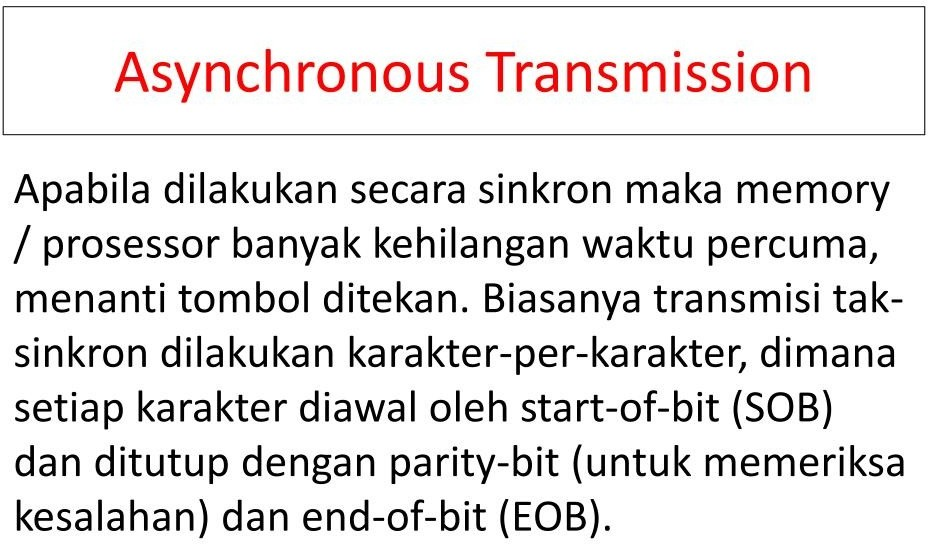 Asynchronous Transmission
Apabila dilakukan secara sinkron maka memory
/ prosessor banyak kehilangan waktu percuma,
menanti tombol ditekan. Biasanya transmisi tak-
sinkron dilakukan karakter-per-karakter, dimana
setiap karakter diawal oleh start-of-bit (SOB)
dan ditutup dengan parity-bit (untuk memeriksa
kesalahan) dan end-of-bit (EOB).